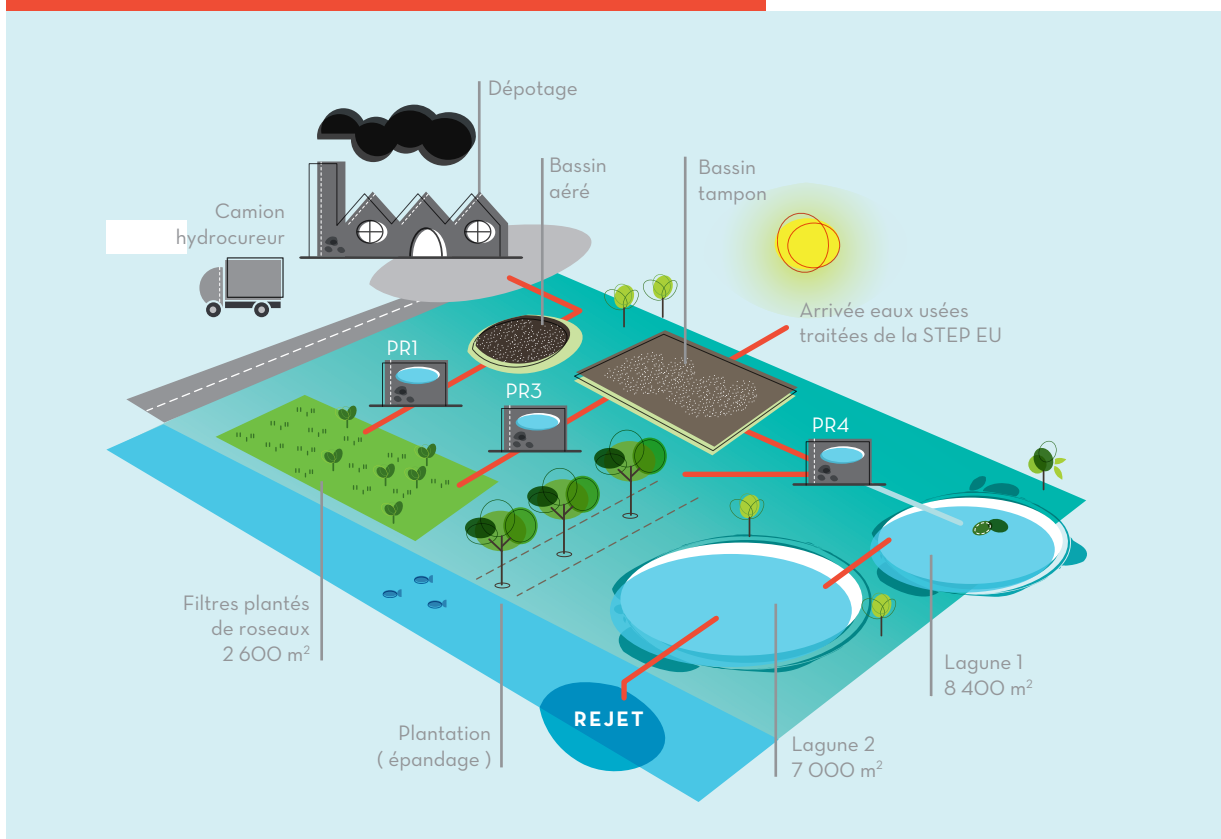 Dépotage
Bassin
aéré
Bassin
tampon
Camion
hydrocureur
Arrivée eaux usées
traitées de la STEP EU
PR1
PR3
PR4
Filtres plantés
de roseaux
2 600 m²
Lagune 1
8 400 m²
REJET
Plantation
( épandage )
Lagune 2
7 000 m²